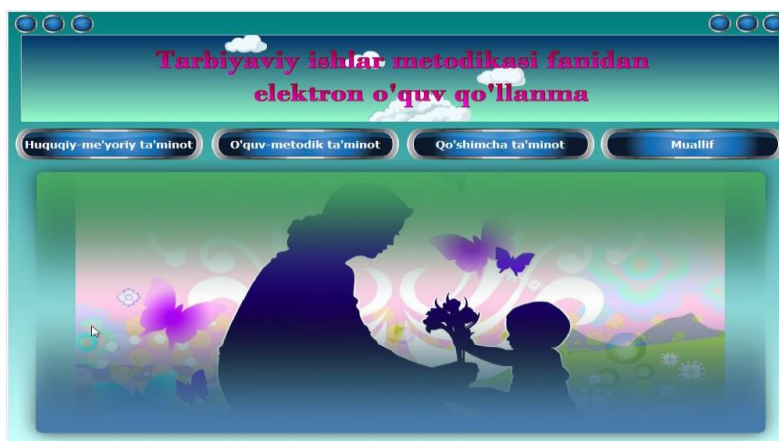 Tarbiyaviy ishlar metodikasi fanidan
elektron o'quv qo'llanma
Huquqiy-me'yoriy ta'minot
O'quv-metodik ta'minot
Qo'shimcha ta'minot
Muallif